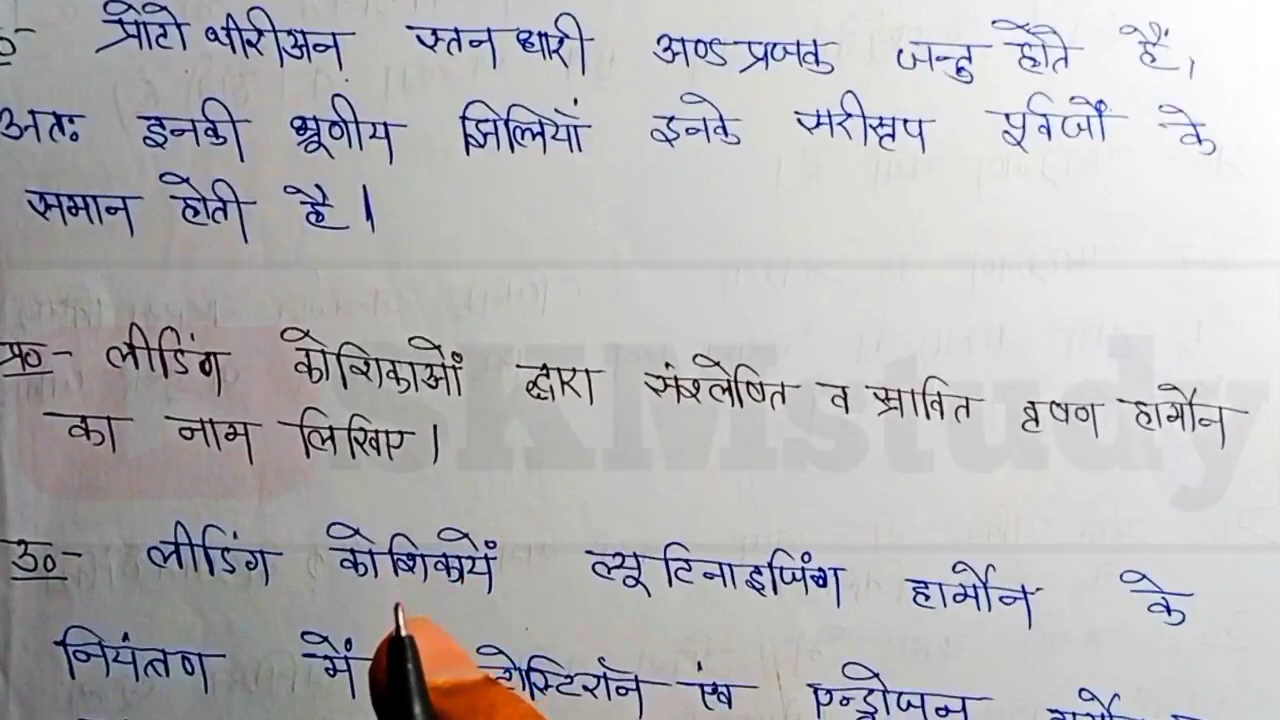 प्रोटोथीरीअन स्तनधारी अण्डप्रजक जन्तु होते हैं,
अतः इनकी भ्रूणीय झिल्लियाँ इनके सरीसृप पूर्वजों के
समान होती है।
प्र०- लीडिंग कोशिकाओं द्वारा संश्लेषित व स्रावित वृषण हार्मोन
का नाम लिखिए।
SKMstudy
उ०- लीडिंग कोशिकायें ल्यूटिनाइजिंग हार्मोन के
नियंतण में एंव एन्ड्रोजन